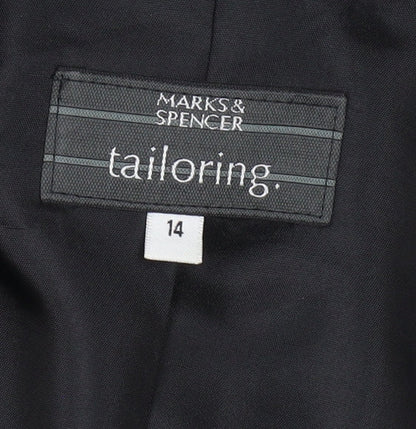 MARKS &
SPENCER
tailoring.
14